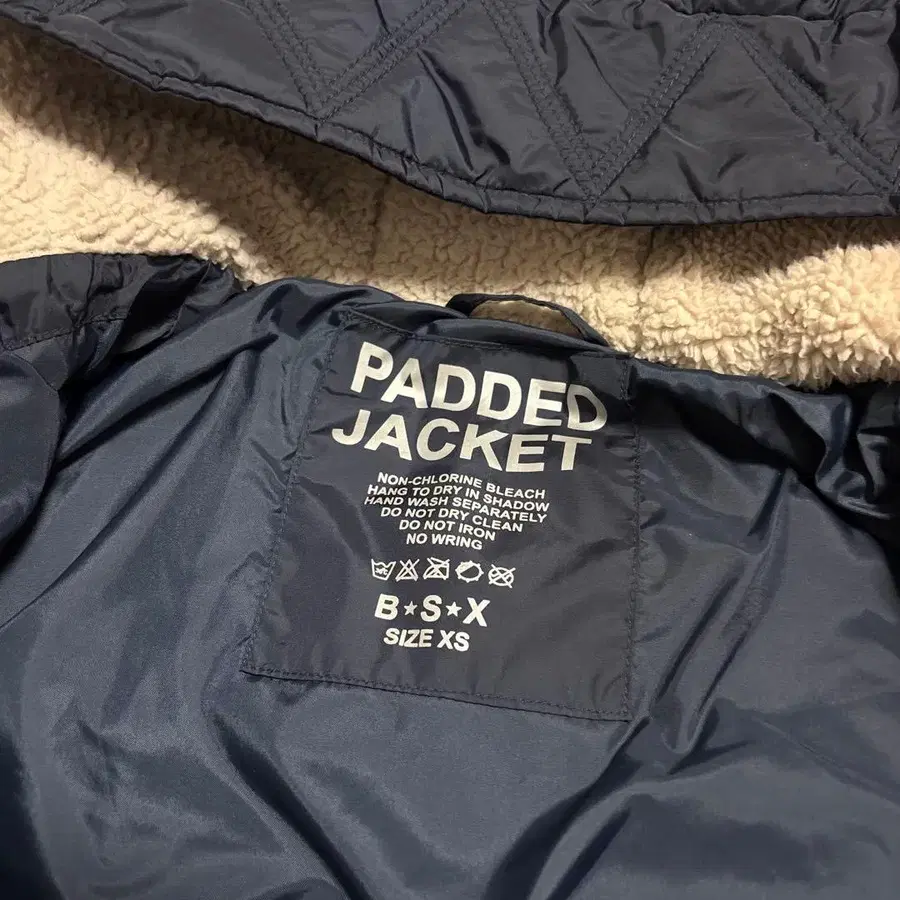 PADDED
JACKET
NON-CHLORINE BLEACH
HANG TO DRY IN SHADOW
HAND WASH SEPARATELY
DO NOT DRY CLEAN
DO NOT IRON
NO WRING
B★S★X
SIZE XS